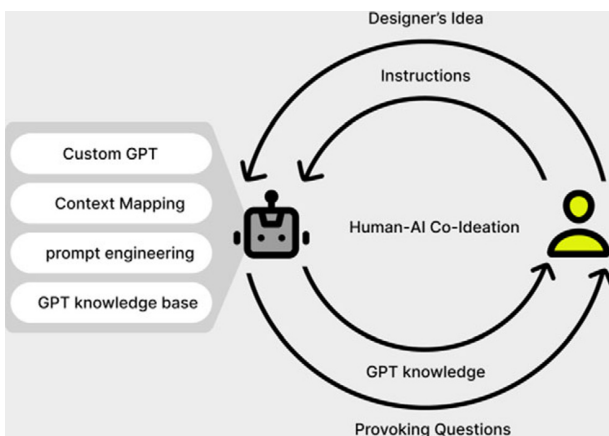 Designer's Idea
Instructions
Custom GPT
Context Mapping
prompt engineering
GPT knowledge base
Human-AI Co-Ideation
GPT knowledge
Provoking Questions